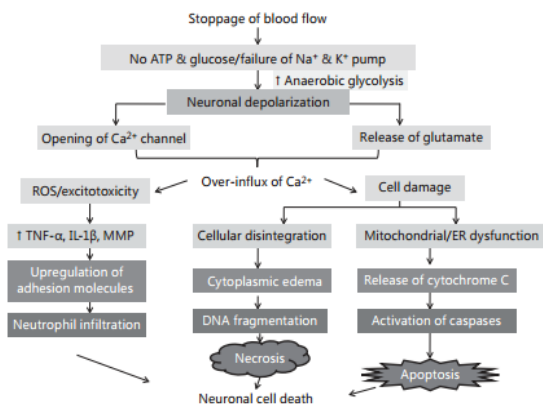 Stoppage of blood flow
No ATP & glucose/failure of Na⁺ & K⁺ pump
↑ Anaerobic glycolysis
Neuronal depolarization
Opening of Ca²⁺ channel
Release of glutamate
Over-influx of Ca²⁺
ROS/excitotoxicity
Cell damage
↑ TNF-α, IL-1β, MMP
Cellular disintegration
Mitochondrial/ER dysfunction
Upregulation of
adhesion molecules
Cytoplasmic edema
Release of cytochrome C
Neutrophil infiltration
DNA fragmentation
Activation of caspases
Necrosis
Apoptosis
Neuronal cell death